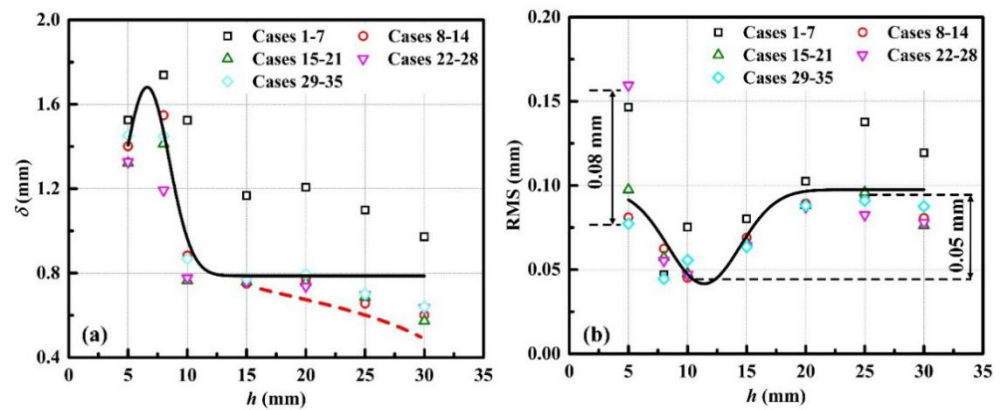 2.0
1.6
1.2
0.8
0.4
δ (mm)
Cases 1-7
Cases 8-14
Cases 15-21
Cases 22-28
Cases 29-35
(a)
0 5 10 15 20 25 30 35
h (mm)
0.20
0.15
0.10
0.05
0.00
RMS (mm)
Cases 1-7
Cases 8-14
Cases 15-21
Cases 22-28
Cases 29-35
0.08 mm
0.05 mm
(b)
0 5 10 15 20 25 30 35
h (mm)